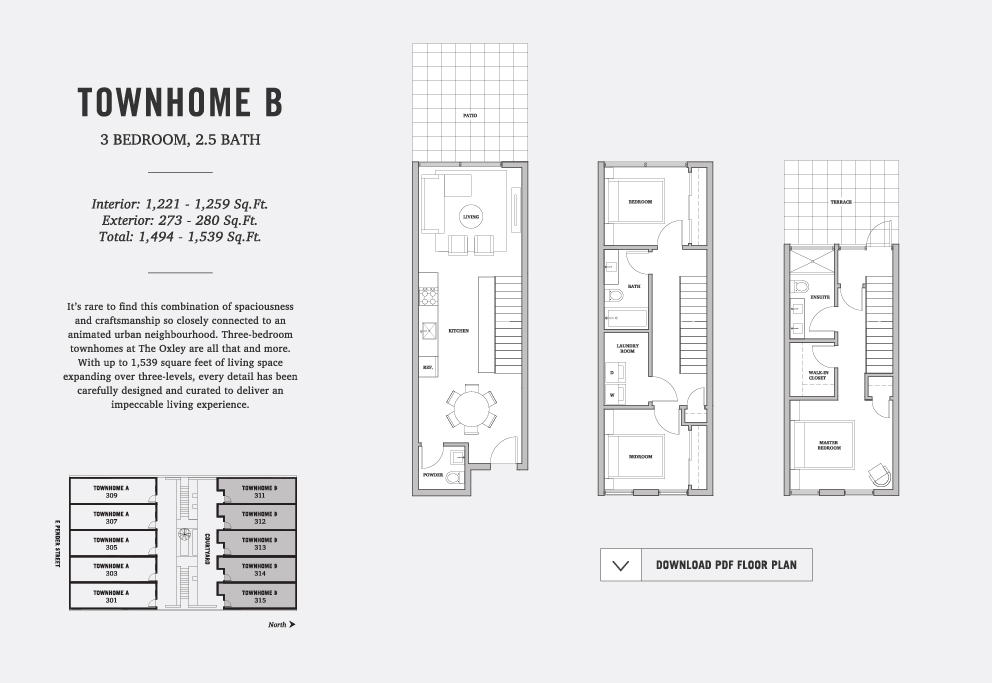 TOWNHOME B
3 BEDROOM, 2.5 BATH
Interior: 1,221 - 1,259 Sq.Ft.
Exterior: 273 - 280 Sq.Ft.
Total: 1,494 - 1,539 Sq.Ft.
It's rare to find this combination of spaciousness
and craftsmanship so closely connected to an
animated urban neighbourhood. Three-bedroom
townhomes at The Oxley are all that and more.
With up to 1,539 square feet of living space
expanding over three-levels, every detail has been
carefully designed and curated to deliver an
impeccable living experience.
E PENDER STREET
TOWNHOME A
309
TOWNHOME A
307
TOWNHOME A
305
TOWNHOME A
303
TOWNHOME A
301
COURTYARD
TOWNHOME B
311
TOWNHOME B
312
TOWNHOME B
313
TOWNHOME B
314
TOWNHOME B
315
North
PATIO
LIVING
KITCHEN
REF.
POWDER
BEDROOM
BATH
LAUNDRY
ROOM
D
W
BEDROOM
TERRACE
ENSUITE
WALK-IN
CLOSET
MASTER
BEDROOM
DOWNLOAD PDF FLOOR PLAN